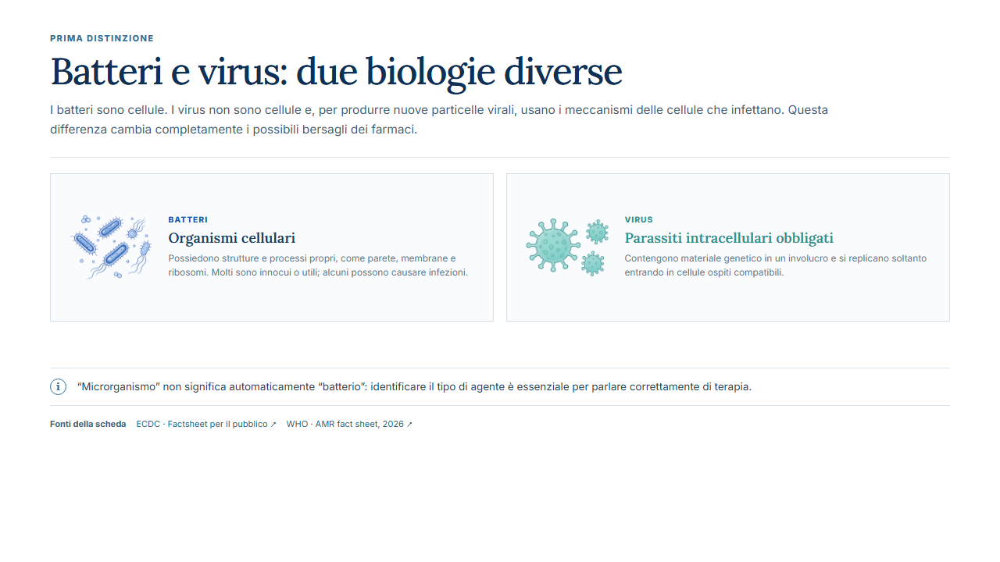 PRIMA DISTINZIONE
Batteri e virus: due biologie diverse
I batteri sono cellule. I virus non sono cellule e, per produrre nuove particelle virali, usano i meccanismi delle cellule che infettano. Questa
differenza cambia completamente i possibili bersagli dei farmaci.
BATTERI
Organismi cellulari
Possiedono strutture e processi propri, come parete, membrane e
ribosomi. Molti sono innocui o utili; alcuni possono causare infezioni.
VIRUS
Parassiti intracellulari obbligati
Contengono materiale genetico in un involucro e si replicano soltanto
entrando in cellule ospiti compatibili.
i “Microrganismo” non significa automaticamente “batterio”: identificare il tipo di agente è essenziale per parlare correttamente di terapia.
Fonti della scheda ECDC · Factsheet per il pubblico ↗ WHO · AMR fact sheet, 2026 ↗